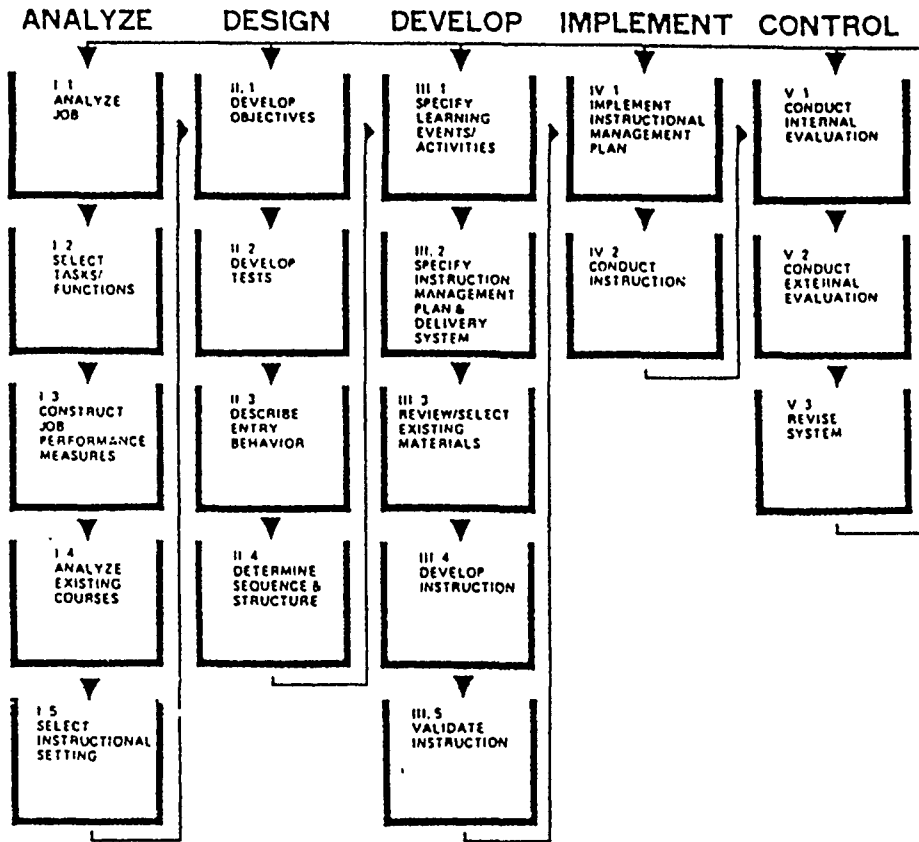 ANALYZE DESIGN DEVELOP IMPLEMENT CONTROL
I 1
ANALYZE
JOB
I 2
SELECT
TASKS/
FUNCTIONS
I 3
CONSTRUCT
JOB
PERFORMANCE
MEASURES
I 4
ANALYZE
EXISTING
COURSES
I 5
SELECT
INSTRUCTIONAL
SETTING
II. 1
DEVELOP
OBJECTIVES
II 2
DEVELOP
TESTS
II 3
DESCRIBE
ENTRY
BEHAVIOR
II 4
DETERMINE
SEQUENCE &
STRUCTURE
III. 1
SPECIFY
LEARNING
EVENTS/
ACTIVITIES
III. 2
SPECIFY
INSTRUCTION
MANAGEMENT
PLAN &
DELIVERY
SYSTEM
III 3
REVIEW/SELECT
EXISTING
MATERIALS
III 4
DEVELOP
INSTRUCTION
III. 5
VALIDATE
INSTRUCTION
IV 1
IMPLEMENT
INSTRUCTIONAL
MANAGEMENT
PLAN
IV 2
CONDUCT
INSTRUCTION
V 1
CONDUCT
INTERNAL
EVALUATION
V 2
CONDUCT
EXTERNAL
EVALUATION
V 3
REVISE
SYSTEM